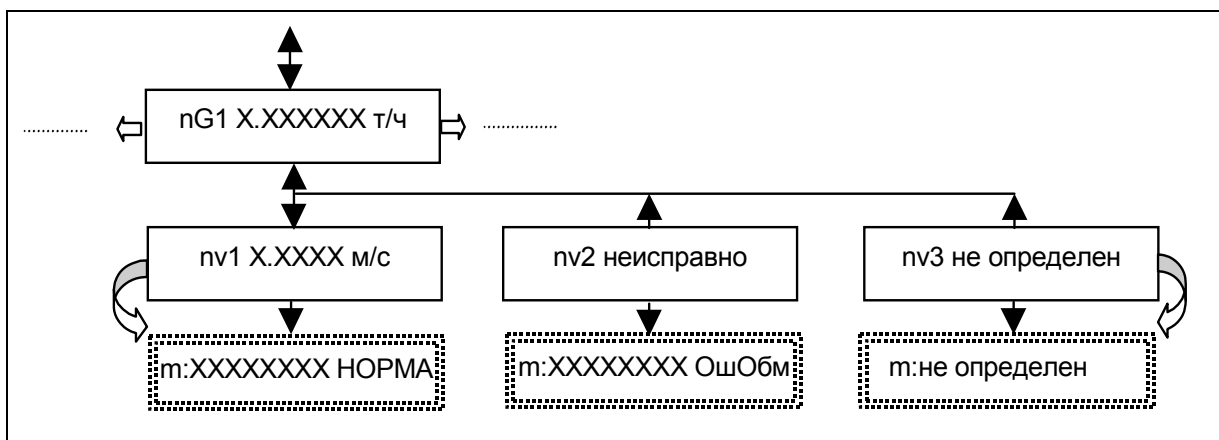 nG1 X.XXXXXX т/ч
............... ...............
nv1 X.XXXX м/с
nv2 неисправно
nv3 не определен
m:XXXXXXXX НОРМА
m:XXXXXXXX ОшОбм
m:не определен